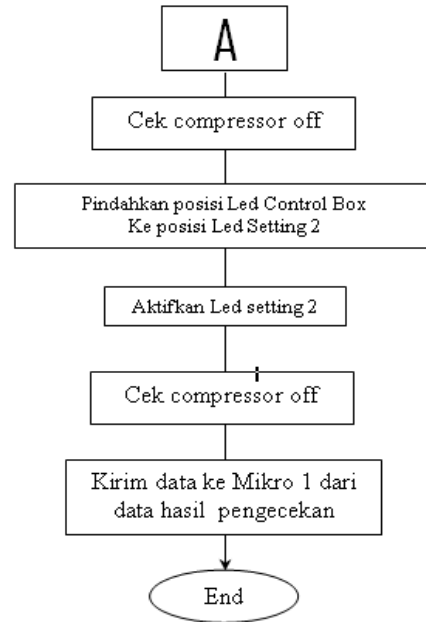 A
Cek compressor off
Pindahkan posisi Led Control Box
Ke posisi Led Setting 2
Aktifkan Led setting 2
Cek compressor off
Kirim data ke Mikro 1 dari
data hasil pengecekan
End